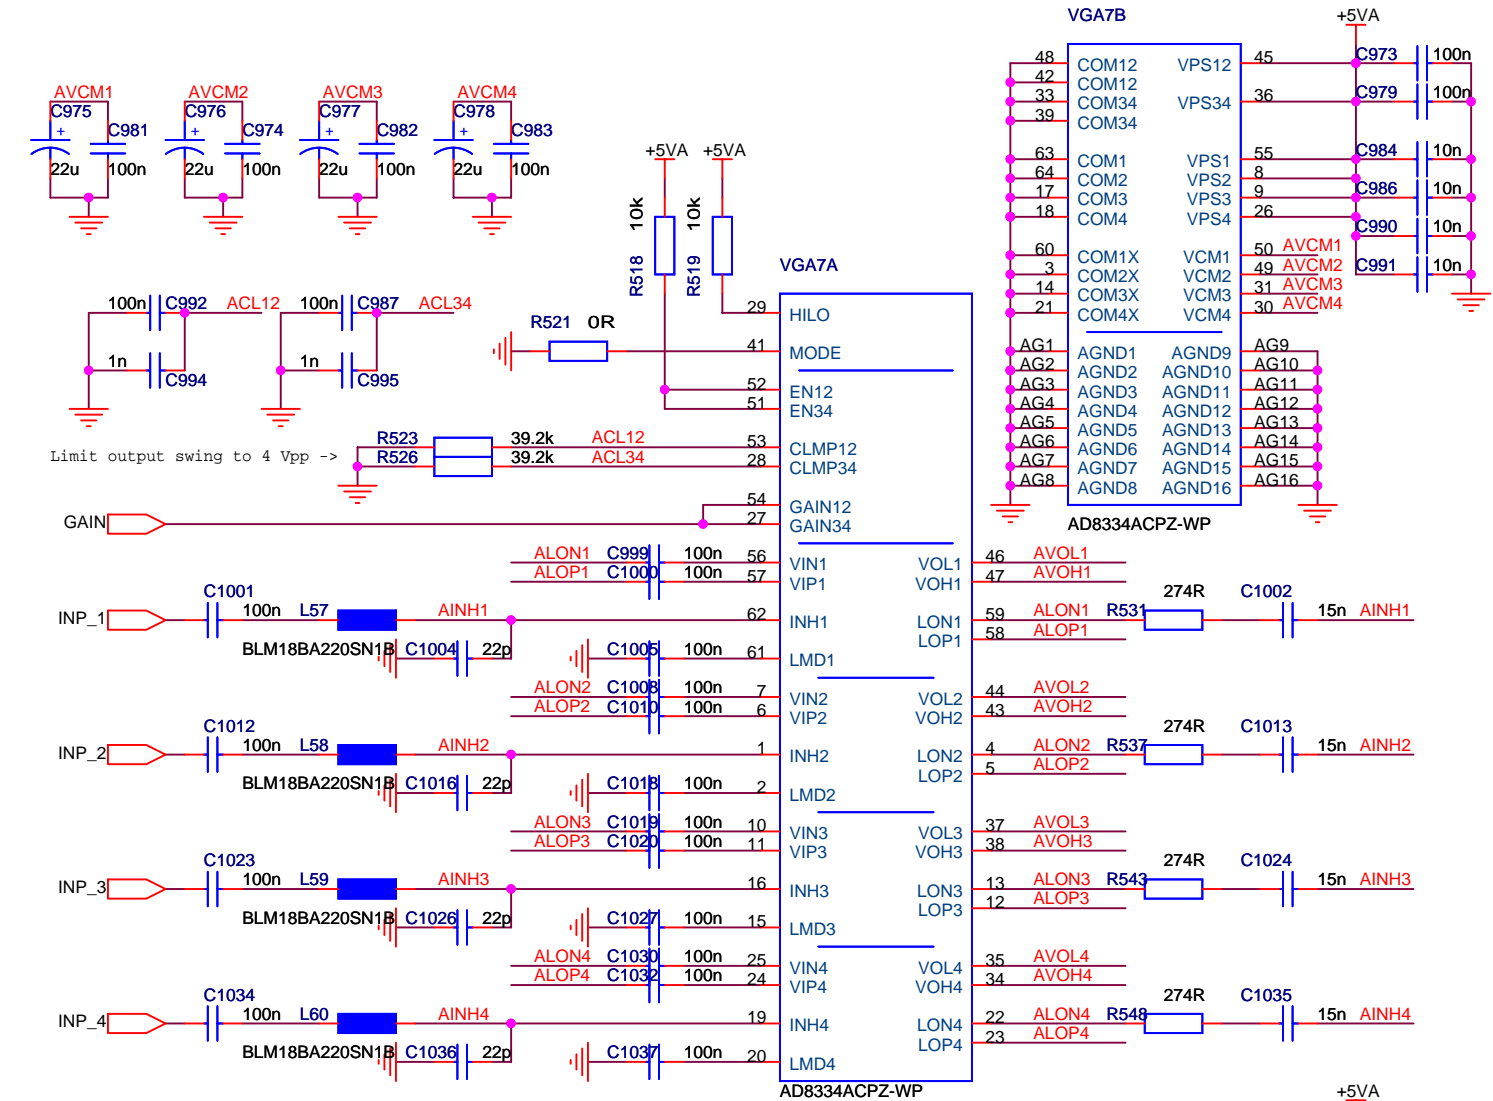 VGA7B
+5VA
48 COM12 VPS12 45 C973 100n
42 COM12
33 COM34 VPS34 36 C979 100n
39 COM34
63 COM1 VPS1 55 C984 10n
64 COM2 VPS2 8
17 COM3 VPS3 9 C986 10n
18 COM4 VPS4 26
C990 10n
60 COM1X VCM1 50 AVCM1
3 COM2X VCM2 49 AVCM2 C991 10n
14 COM3X VCM3 31 AVCM3
21 COM4X VCM4 30 AVCM4
AG1 AGND1 AGND9 AG9
AG2 AGND2 AGND10 AG10
AG3 AGND3 AGND11 AG11
AG4 AGND4 AGND12 AG12
AG5 AGND5 AGND13 AG13
AG6 AGND6 AGND14 AG14
AG7 AGND7 AGND15 AG15
AG8 AGND8 AGND16 AG16
AD8334ACPZ-WP
AVCM1 AVCM2 AVCM3 AVCM4
C975 C976 C977 C978
+ C981 + C974 + C982 + C983
22u 100n 22u 100n 22u 100n 22u 100n
+5VA +5VA
R518 10k R519 10k
100n C992 ACL12 100n C987 ACL34
1n C994 1n C995
VGA7A
29 HILO
R521 0R 41 MODE
52 EN12
51 EN34
R523 39.2k ACL12 53 CLMP12
Limit output swing to 4 Vpp ->
R526 39.2k ACL34 28 CLMP34
54 GAIN12
GAIN 27 GAIN34
ALON1 C999 100n 56 VIN1 VOL1 46 AVOL1
ALOP1 C1000 100n 57 VIP1 VOH1 47 AVOH1
INP_1 C1001 100n L57 AINH1 62 INH1 LON1 59 ALON1 R531 274R C1002 15n AINH1
LOP1 58 ALOP1
BLM18BA220SN1B C1004 22p C1005 100n 61 LMD1
ALON2 C1008 100n 7 VIN2 VOL2 44 AVOL2
ALOP2 C1010 100n 6 VIP2 VOH2 43 AVOH2
INP_2 C1012 100n L58 AINH2 1 INH2 LON2 4 ALON2 R537 274R C1013 15n AINH2
LOP2 5 ALOP2
BLM18BA220SN1B C1016 22p C1018 100n 2 LMD2
ALON3 C1019 100n 10 VIN3 VOL3 37 AVOL3
ALOP3 C1020 100n 11 VIP3 VOH3 38 AVOH3
INP_3 C1023 100n L59 AINH3 16 INH3 LON3 13 ALON3 R543 274R C1024 15n AINH3
LOP3 12 ALOP3
BLM18BA220SN1B C1026 22p C1027 100n 15 LMD3
ALON4 C1030 100n 25 VIN4 VOL4 35 AVOL4
ALOP4 C1032 100n 24 VIP4 VOH4 34 AVOH4
INP_4 C1034 100n L60 AINH4 19 INH4 LON4 22 ALON4 R548 274R C1035 15n AINH4
LOP4 23 ALOP4
BLM18BA220SN1B C1036 22p C1037 100n 20 LMD4
AD8334ACPZ-WP
+5VA